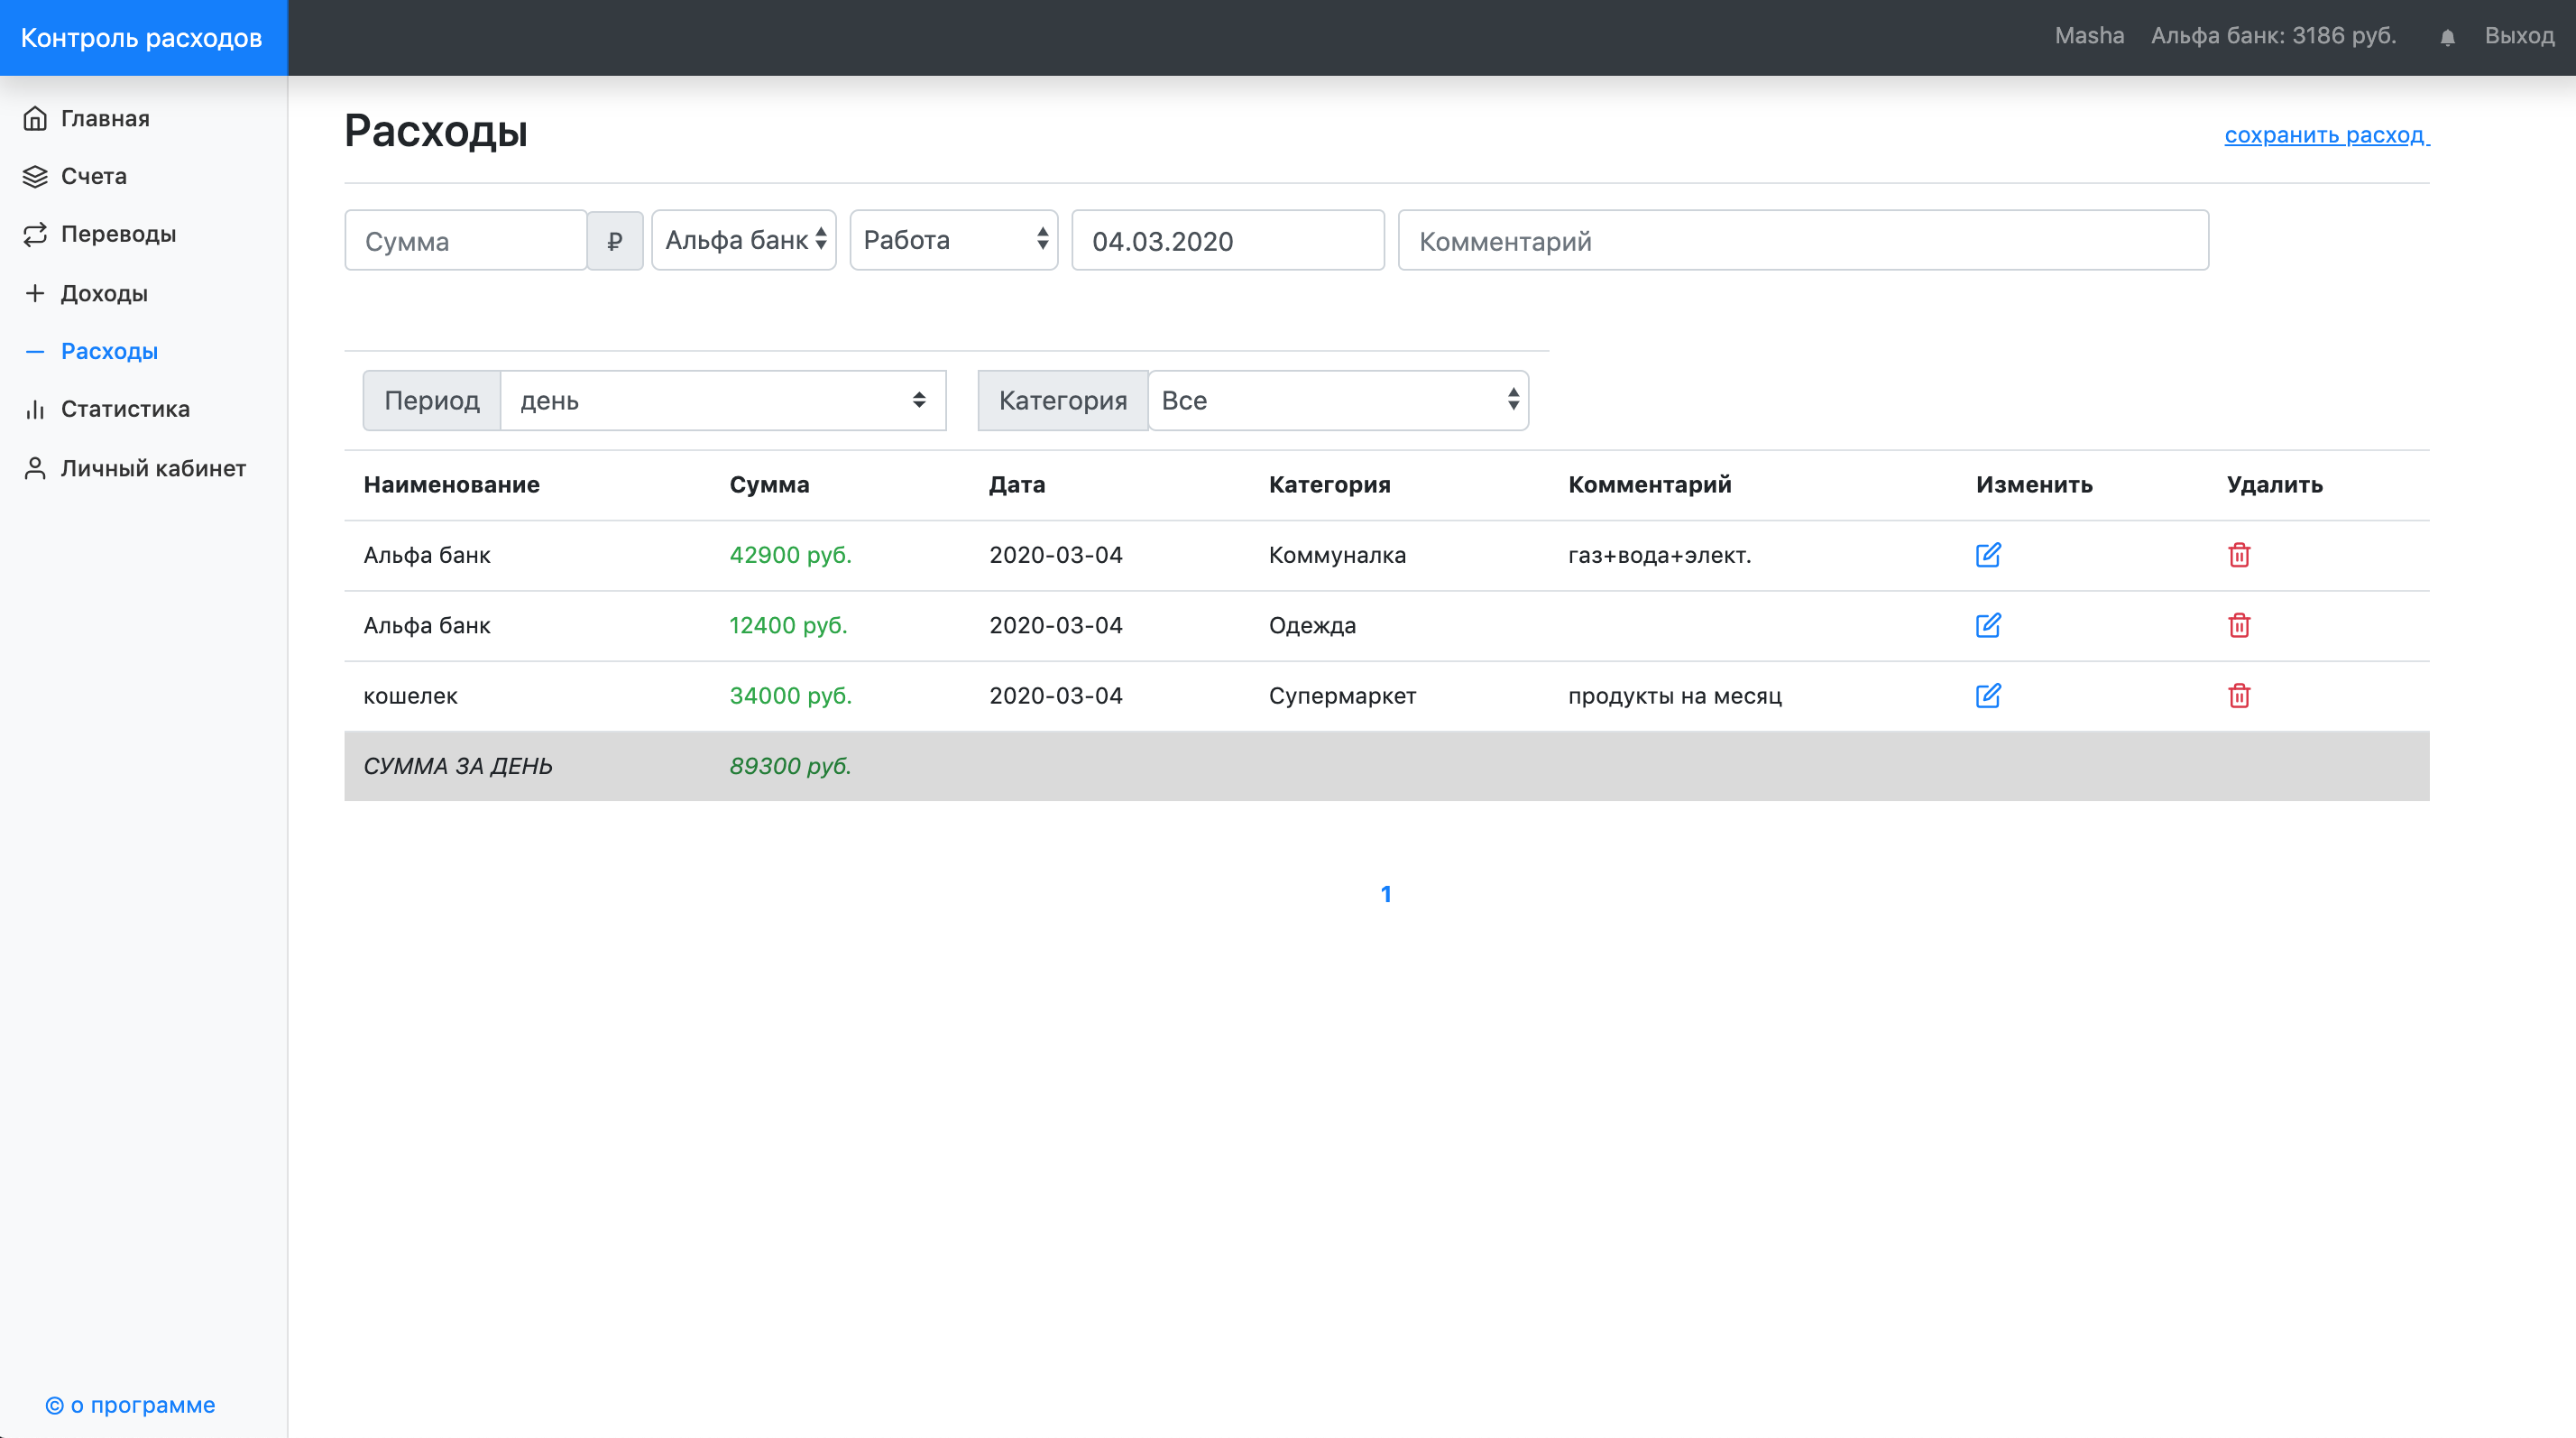 Контроль расходов
Masha Альфа банк: 3186 руб. Выход
Главная
Счета
Переводы
Доходы
Расходы
Статистика
Личный кабинет
© о программе
Расходы
сохранить расход
Сумма ₽ Альфа банк Работа 04.03.2020 Комментарий
Период день Категория Все
Наименование Сумма Дата Категория Комментарий Изменить Удалить
Альфа банк 42900 руб. 2020-03-04 Коммуналка газ+вода+элект.
Альфа банк 12400 руб. 2020-03-04 Одежда
кошелек 34000 руб. 2020-03-04 Супермаркет продукты на месяц
СУММА ЗА ДЕНЬ 89300 руб.
1